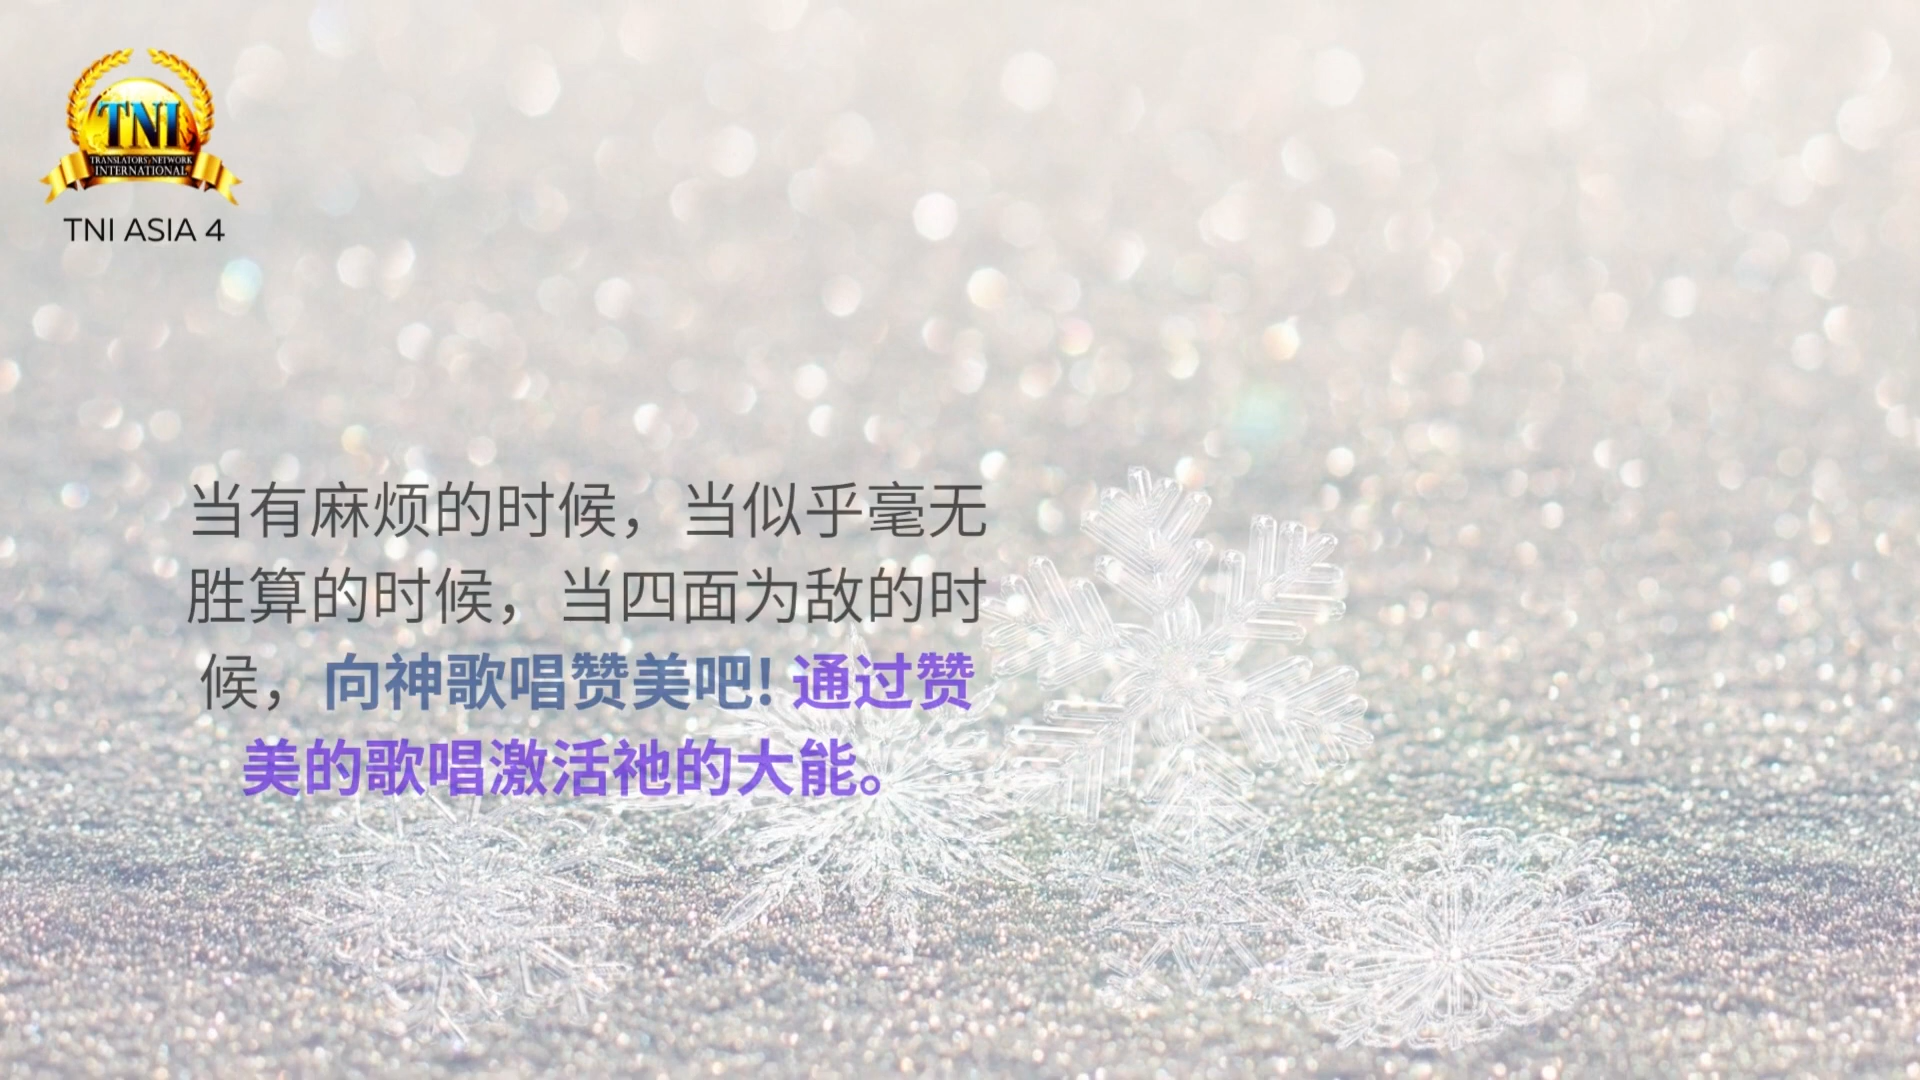 TNI
TRANSLATORS' NETWORK
INTERNATIONAL
TNI ASIA 4
当有麻烦的时候，当似乎毫无
胜算的时候，当四面为敌的时
候，向神歌唱赞美吧! 通过赞
美的歌唱激活祂的大能。